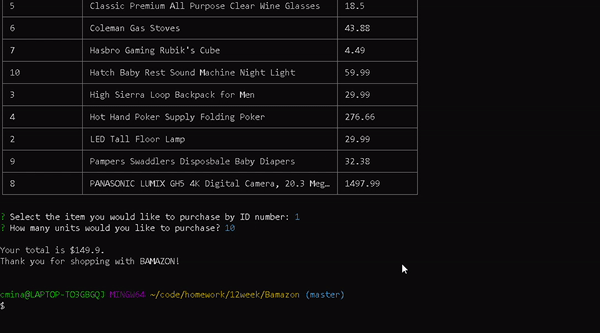 5 Classic Premium All Purpose Clear Wine Glasses 18.5
6 Coleman Gas Stoves 43.88
7 Hasbro Gaming Rubik's Cube 4.49
10 Hatch Baby Rest Sound Machine Night Light 59.99
3 High Sierra Loop Backpack for Men 29.99
4 Hot Hand Poker Supply Folding Poker 276.66
2 LED Tall Floor Lamp 29.99
9 Pampers Swaddlers Disposbale Baby Diapers 32.38
8 PANASONIC LUMIX GH5 4K Digital Camera, 20.3 Meg… 1497.99
? Select the item you would like to purchase by ID number: 1
? How many units would you like to purchase? 10
Your total is $149.9.
Thank you for shopping with BAMAZON!
cmina@LAPTOP-TD3GBGQJ MINGW64 ~/code/homework/12week/Bamazon (master)
$